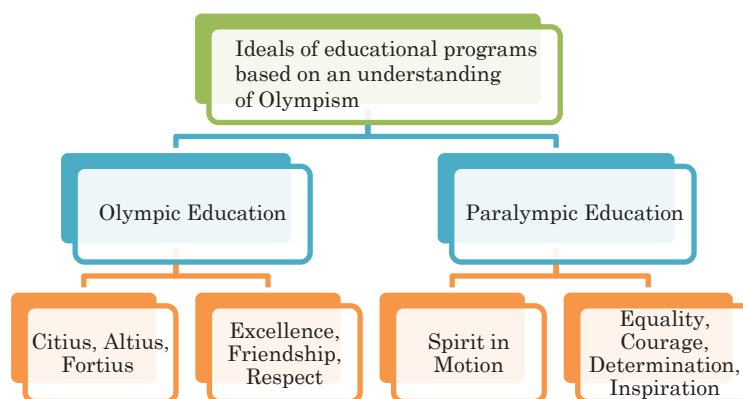 Ideals of educational programs
based on an understanding
of Olympism
Olympic Education
Paralympic Education
Citius, Altius,
Fortius
Excellence,
Friendship,
Respect
Spirit in
Motion
Equality,
Courage,
Determination,
Inspiration